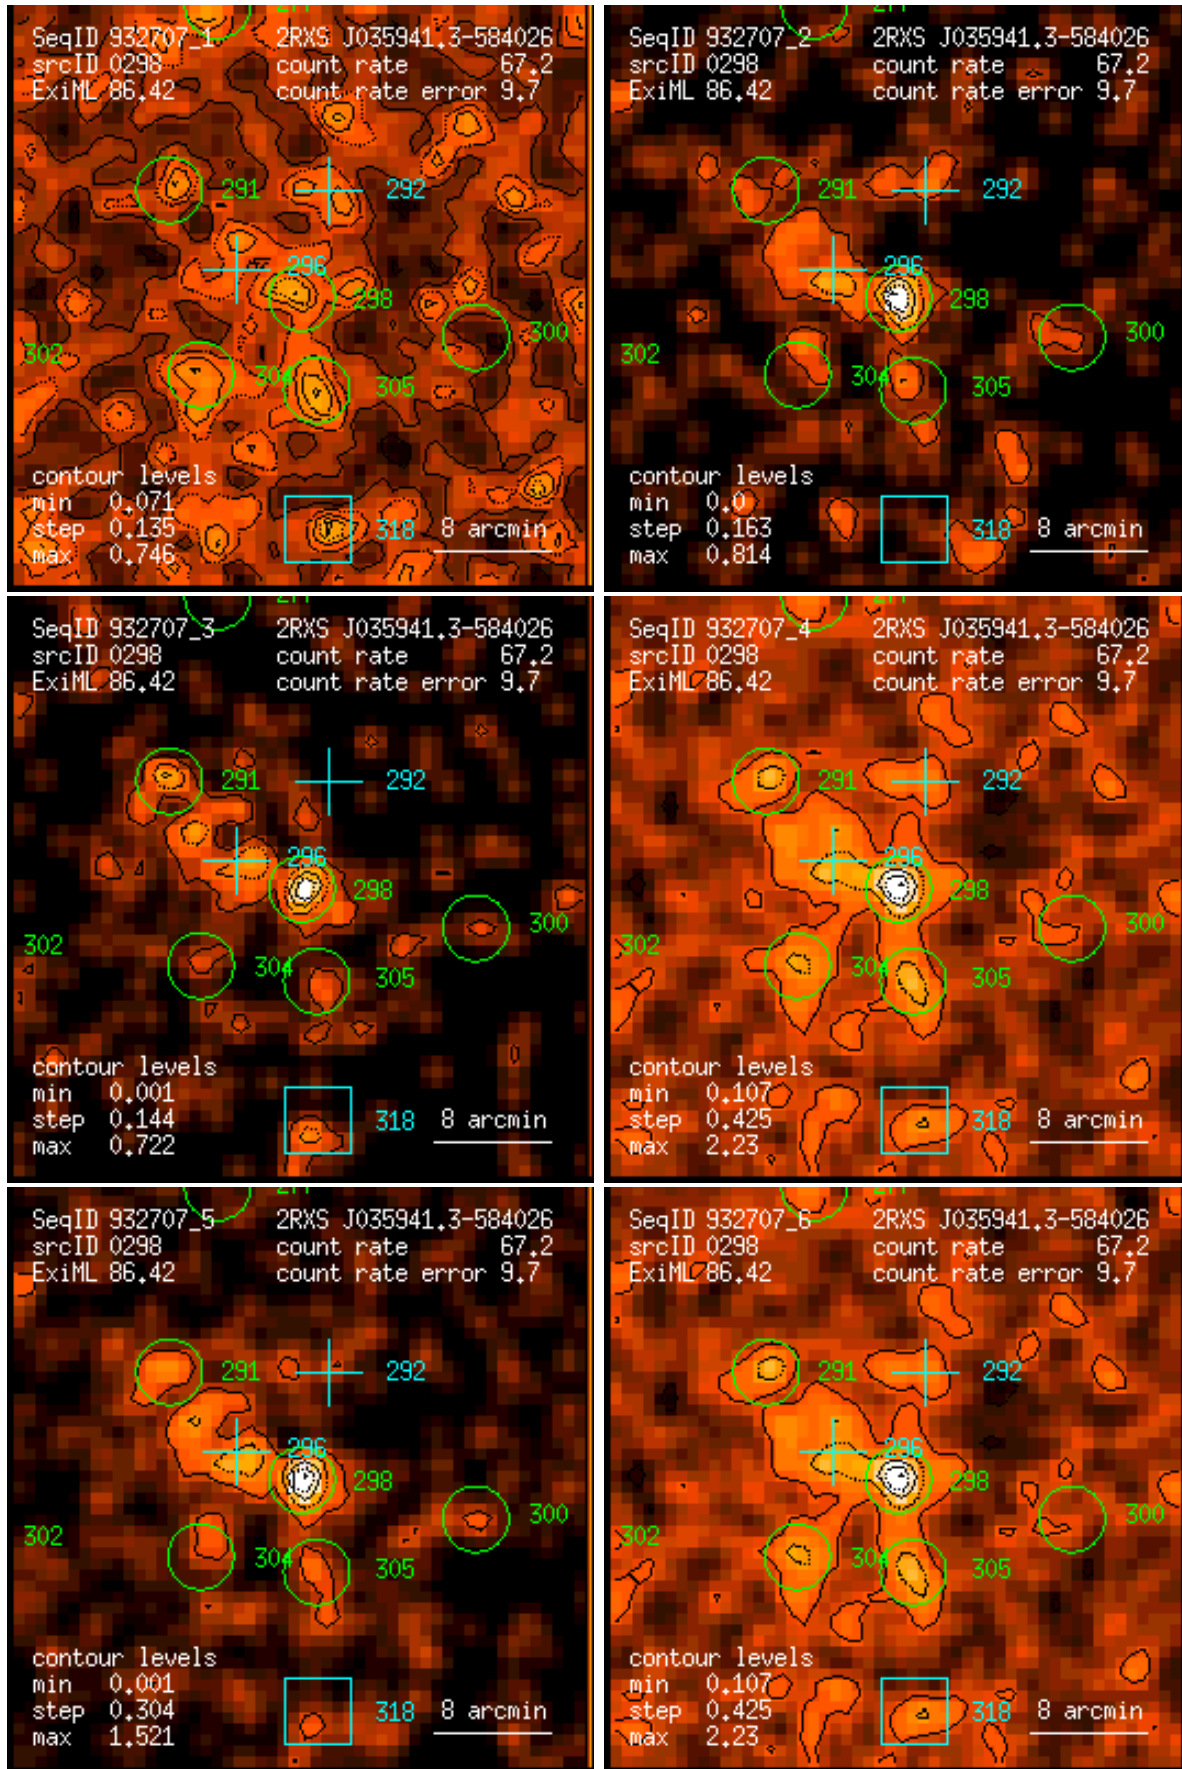 SeqID 932707_1 2RXS J035941.3-584026
srcID 0298 count rate 67.2
ExiML 86.42 count rate error 9.7
291
292
296
298
300
302
304
305
contour levels
min 0.071
step 0.135
max 0.746
318
8 arcmin
SeqID 932707_2 2RXS J035941.3-584026
srcID 0298 count rate 67.2
ExiML 86.42 count rate error 9.7
291
292
296
298
300
302
304
305
contour levels
min 0.0
step 0.163
max 0.814
318
8 arcmin
SeqID 932707_3 2RXS J035941.3-584026
srcID 0298 count rate 67.2
ExiML 86.42 count rate error 9.7
291
292
296
298
300
302
304
305
contour levels
min 0.001
step 0.144
max 0.722
318
8 arcmin
SeqID 932707_4 2RXS J035941.3-584026
srcID 0298 count rate 67.2
ExiML 86.42 count rate error 9.7
291
292
296
298
300
302
304
305
contour levels
min 0.107
step 0.425
max 2.23
318
8 arcmin
SeqID 932707_5 2RXS J035941.3-584026
srcID 0298 count rate 67.2
ExiML 86.42 count rate error 9.7
291
292
296
298
300
302
304
305
contour levels
min 0.001
step 0.304
max 1.521
318
8 arcmin
SeqID 932707_6 2RXS J035941.3-584026
srcID 0298 count rate 67.2
ExiML 86.42 count rate error 9.7
291
292
296
298
300
302
304
305
contour levels
min 0.107
step 0.425
max 2.23
318
8 arcmin